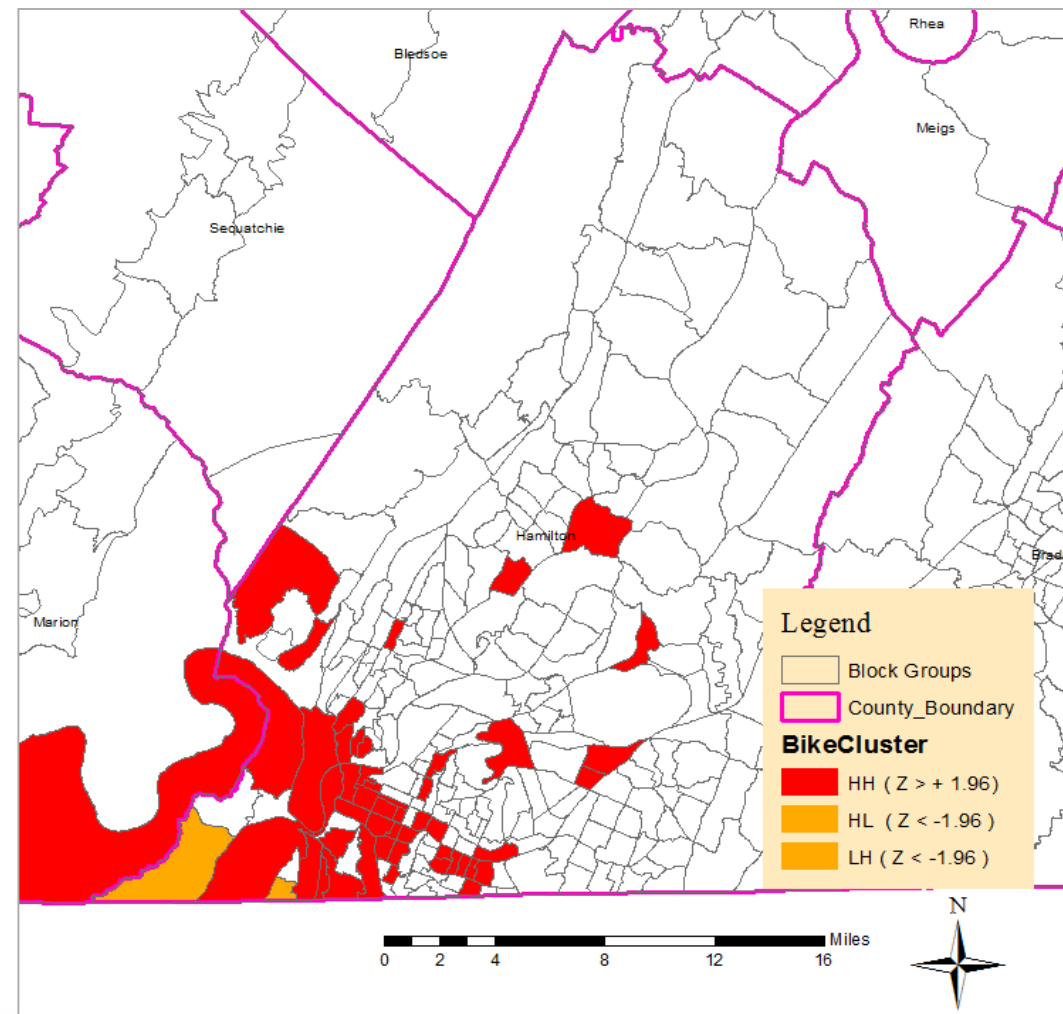 Rhea
Bledsoe
Meigs
Sequatchie
Hamilton
Brad
Marion
Legend
Block Groups
County_Boundary
BikeCluster
HH ( Z > + 1.96)
HL ( Z < -1.96 )
LH ( Z < -1.96 )
N
Miles
0 2 4 8 12 16